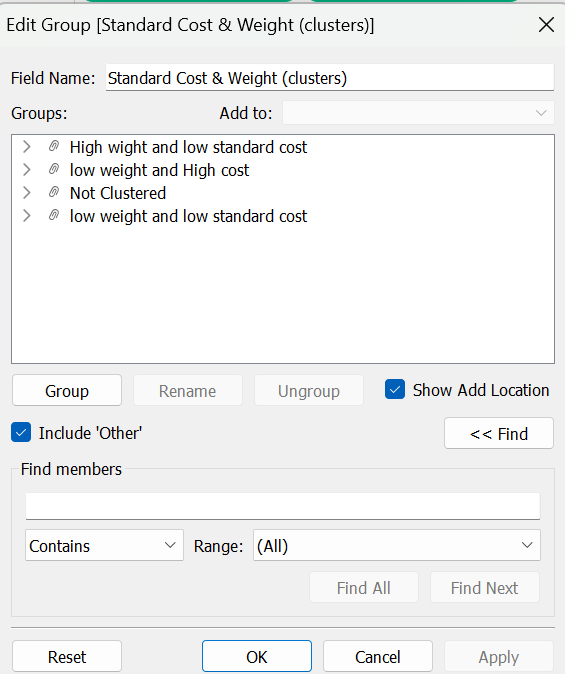 Edit Group [Standard Cost & Weight (clusters)]
Field Name: Standard Cost & Weight (clusters)
Groups: Add to:
High wight and low standard cost
low weight and High cost
Not Clustered
low weight and low standard cost
Group Rename Ungroup Show Add Location
Include 'Other' << Find
Find members
Contains Range: (All)
Find All Find Next
Reset OK Cancel Apply